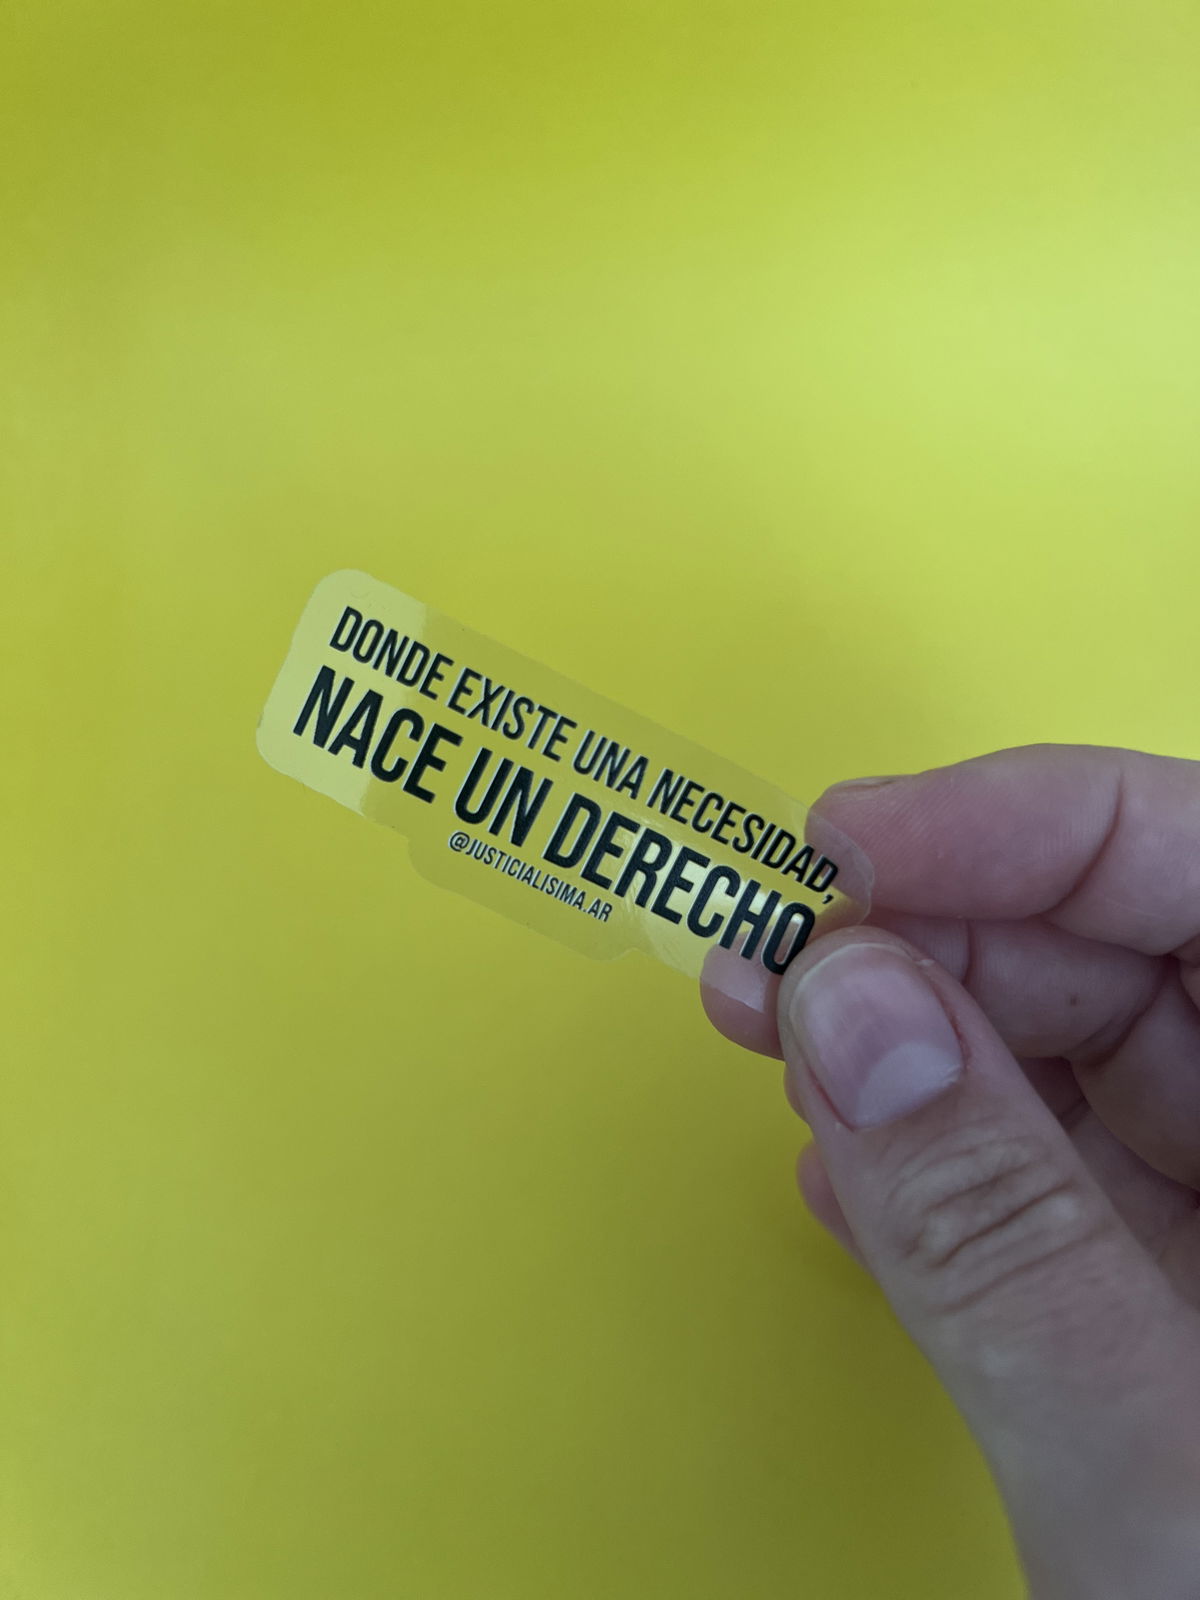 DONDE EXISTE UNA NECESIDAD,
NACE UN DERECHO
@JUSTICIALISIMA.AR